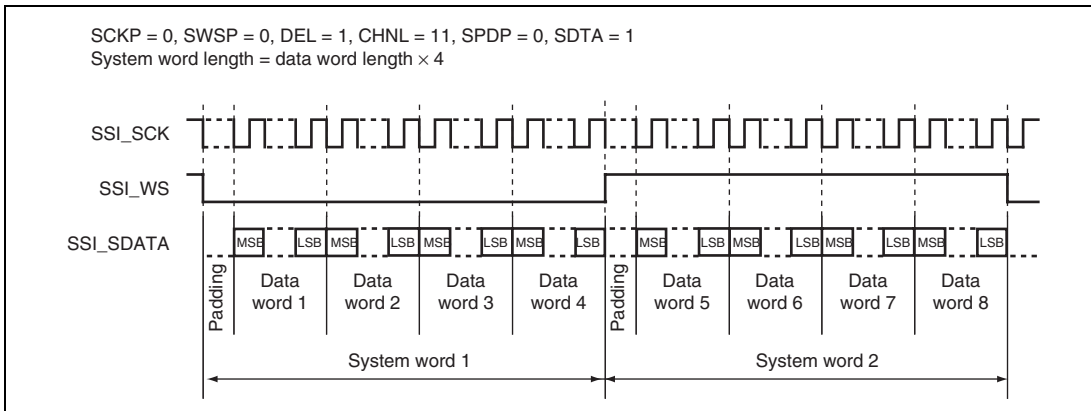 SCKP = 0, SWSP = 0, DEL = 1, CHNL = 11, SPDP = 0, SDTA = 1
System word length = data word length × 4
SSI_SCK
SSI_WS
SSI_SDATA
MSB LSB MSB LSB MSB LSB MSB LSB MSB LSB MSB LSB MSB LSB MSB LSB
Padding
Data word 1
Data word 2
Data word 3
Data word 4
Padding
Data word 5
Data word 6
Data word 7
Data word 8
System word 1
System word 2